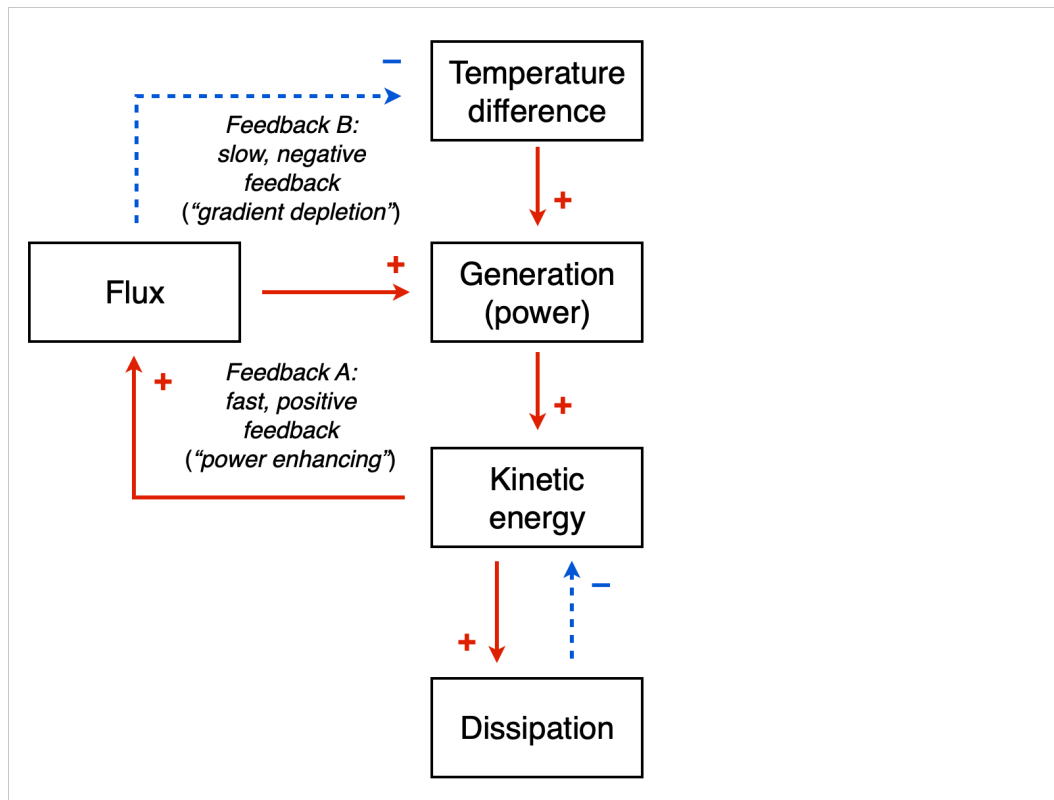 –
Temperature
difference
Feedback B:
slow, negative
feedback
(“gradient depletion”)
+
Flux
+
Generation
(power)
+
Feedback A:
fast, positive
feedback
(“power enhancing”)
+
Kinetic
energy
–
+
Dissipation